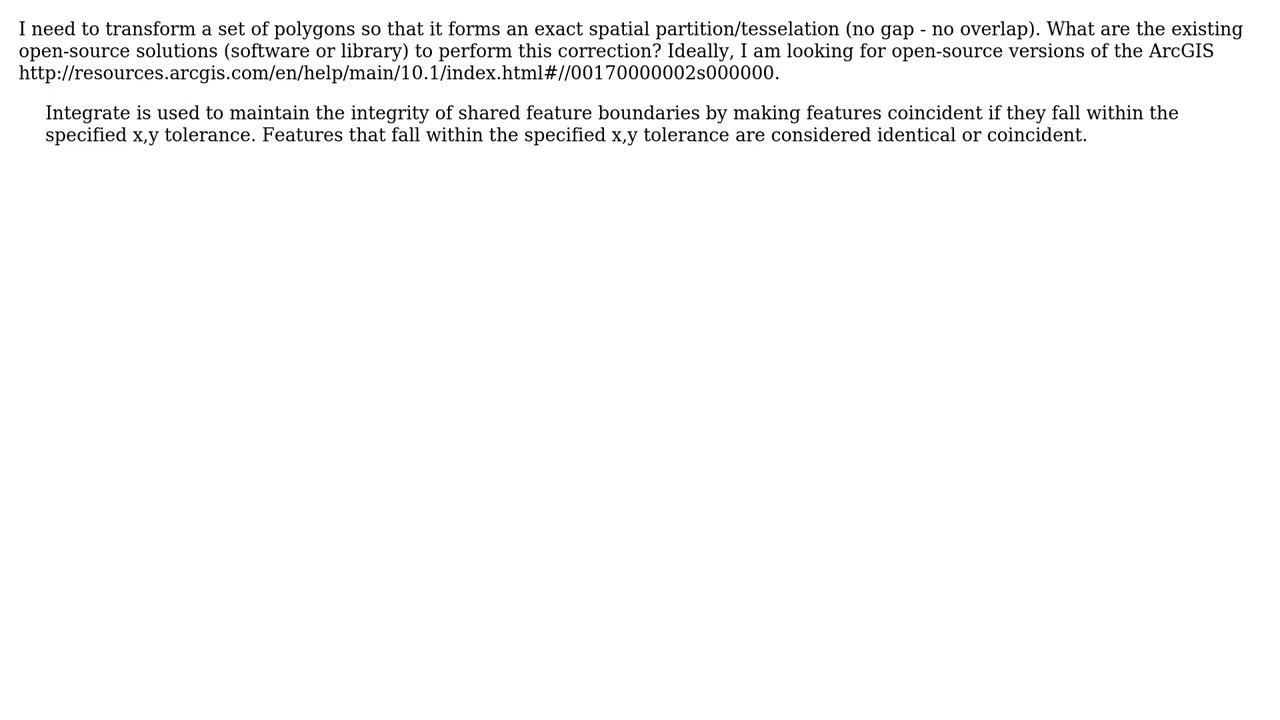 I need to transform a set of polygons so that it forms an exact spatial partition/tesselation (no gap - no overlap). What are the existing
open-source solutions (software or library) to perform this correction? Ideally, I am looking for open-source versions of the ArcGIS
http://resources.arcgis.com/en/help/main/10.1/index.html#//00170000002s000000.
Integrate is used to maintain the integrity of shared feature boundaries by making features coincident if they fall within the
specified x,y tolerance. Features that fall within the specified x,y tolerance are considered identical or coincident.